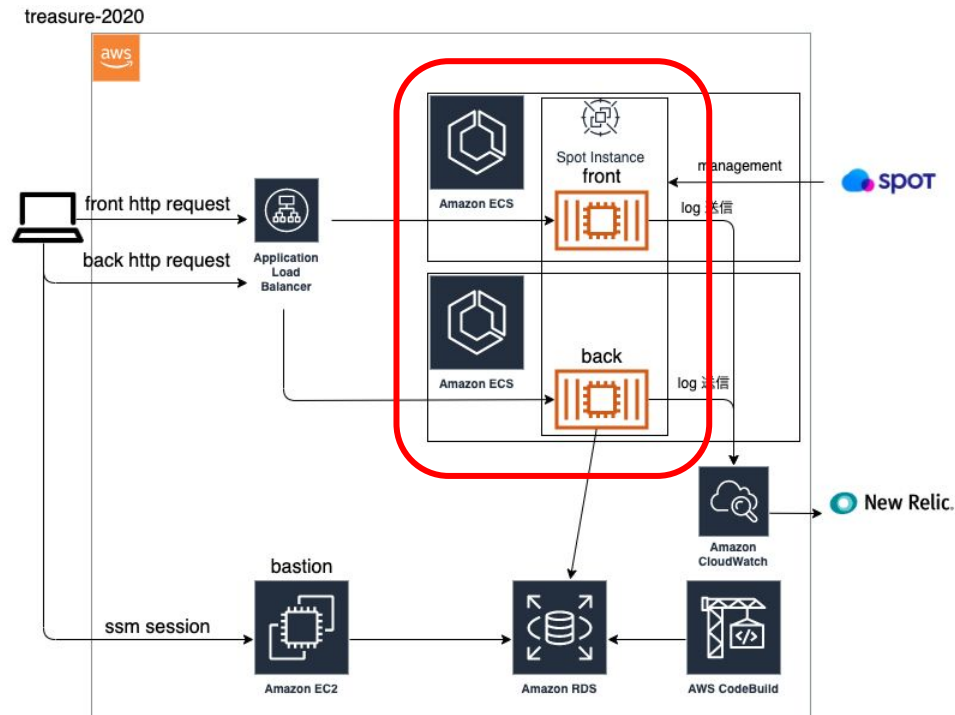 treasure-2020
aws
Spot Instance
front
Amazon ECS
management
spot
log 送信
front http request
back http request
Application
Load
Balancer
back
Amazon ECS
log 送信
Amazon
CloudWatch
New Relic.
bastion
ssm session
Amazon EC2
Amazon RDS
AWS CodeBuild